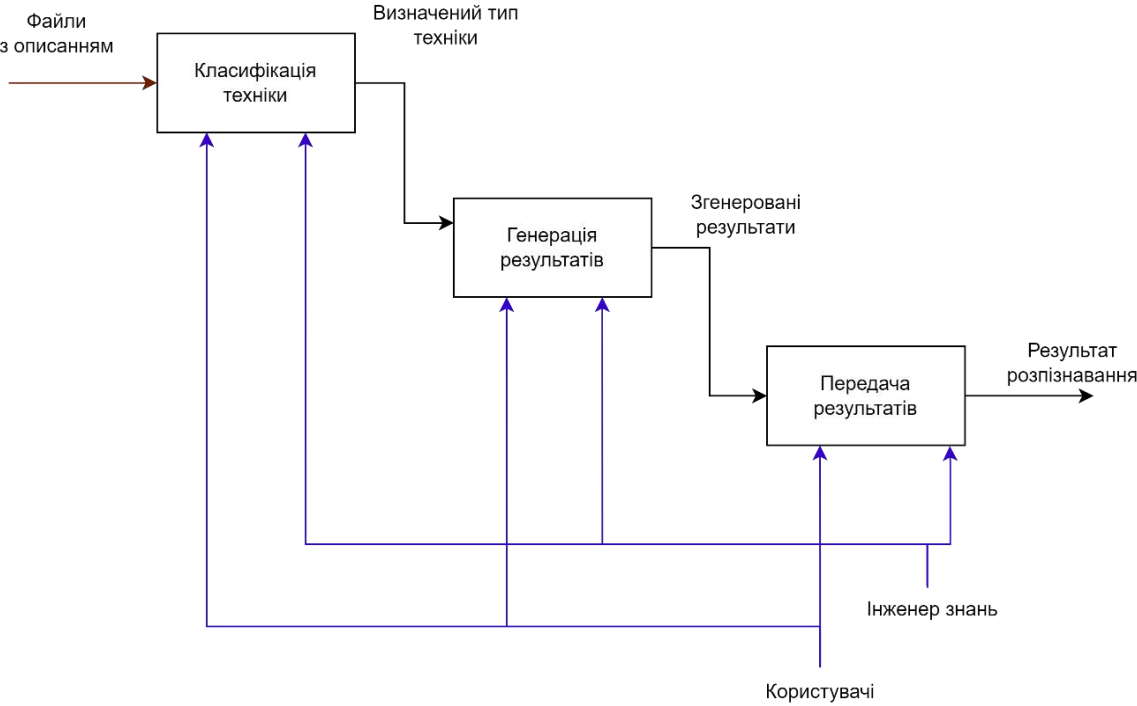 Файли
з описанням
Визначений тип
техніки
Класифікація
техніки
Генерація
результатів
Згенеровані
результати
Передача
результатів
Результат
розпізнавання
Інженер знань
Користувачі